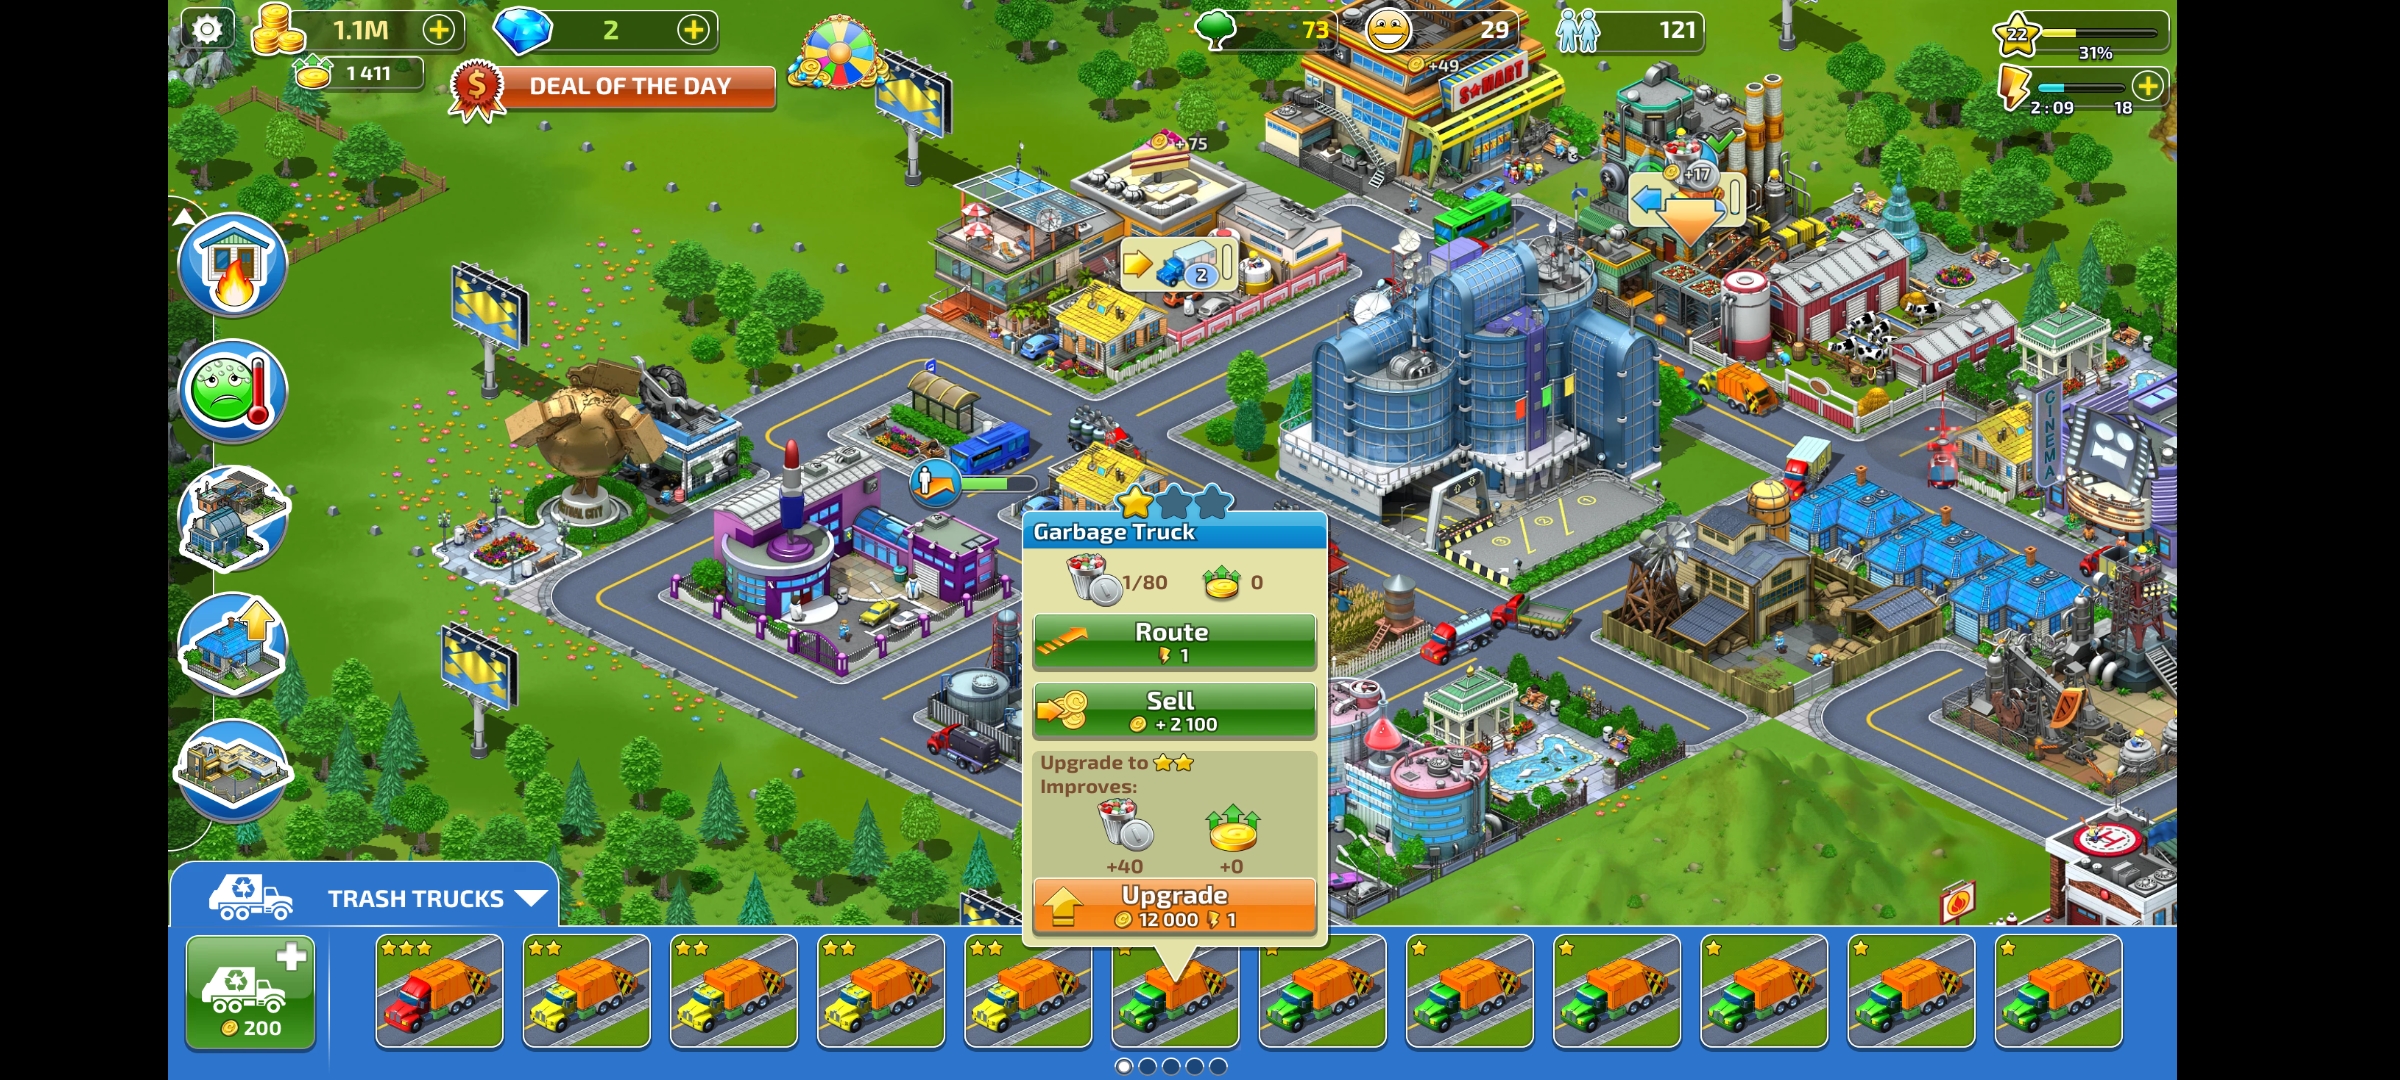 1.1M
2
73
29
121
22
31%
1 411
DEAL OF THE DAY
+49
S★MART
2:09
18
+75
+17
2
CINEMA
Garbage Truck
1/80
0
Route
1
Sell
+2 100
Upgrade to
Improves:
+40
+0
Upgrade
12 000
1
TRASH TRUCKS
200
H